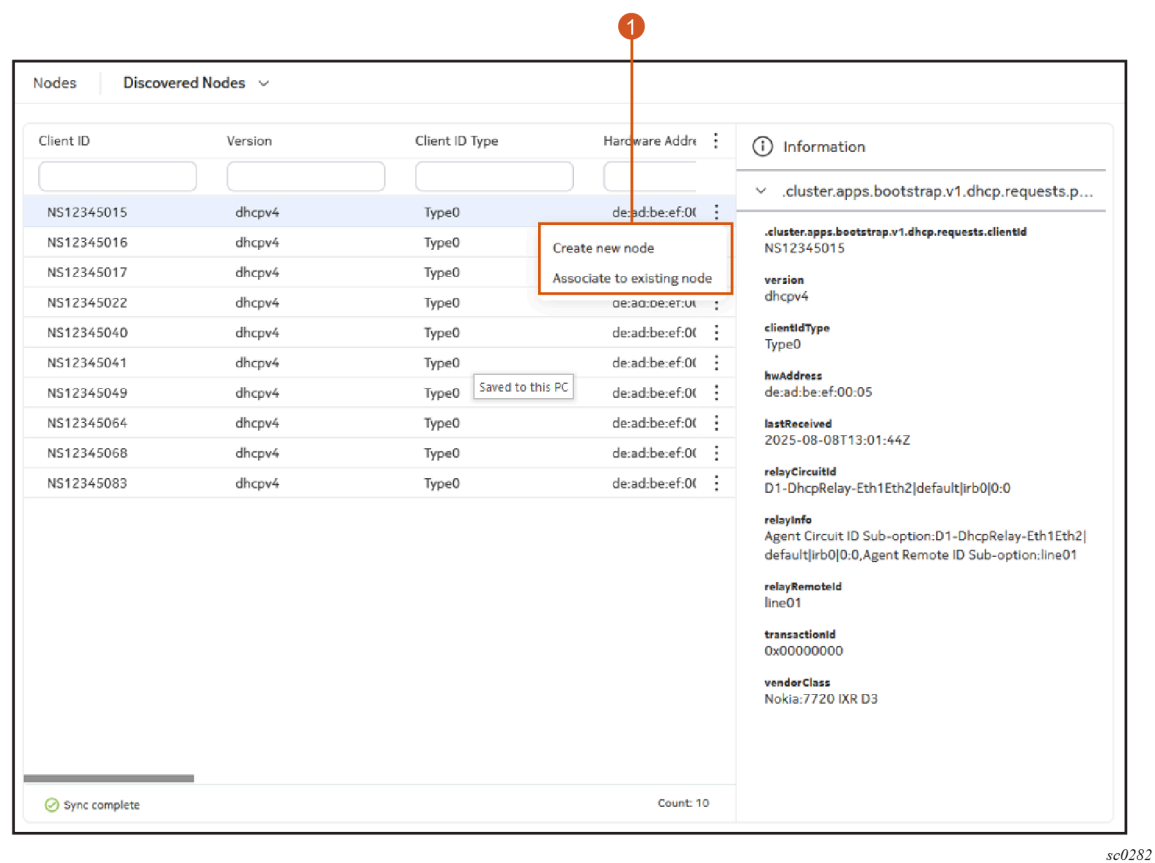 1
Nodes Discovered Nodes
Client ID Version Client ID Type Hardware Addre
NS12345015 dhcpv4 Type0 de:ad:be:ef:00
NS12345016 dhcpv4 Type0
NS12345017 dhcpv4 Type0
NS12345022 dhcpv4 Type0 de:ad:be:ef:00
NS12345040 dhcpv4 Type0 de:ad:be:ef:00
NS12345041 dhcpv4 Type0 de:ad:be:ef:00
NS12345049 dhcpv4 Type0 de:ad:be:ef:00
NS12345064 dhcpv4 Type0 de:ad:be:ef:00
NS12345068 dhcpv4 Type0 de:ad:be:ef:00
NS12345083 dhcpv4 Type0 de:ad:be:ef:00
Create new node
Associate to existing node
Saved to this PC
Sync complete Count: 10
Information
.cluster.apps.bootstrap.v1.dhcp.requests.p...
.cluster.apps.bootstrap.v1.dhcp.requests.clientId
NS12345015
version
dhcpv4
clientIdType
Type0
hwAddress
de:ad:be:ef:00:05
lastReceived
2025-08-08T13:01:44Z
relayCircuitId
D1-DhcpRelay-Eth1Eth2|default|irb0|0:0
relayInfo
Agent Circuit ID Sub-option:D1-DhcpRelay-Eth1Eth2|
default|irb0|0:0,Agent Remote ID Sub-option:line01
relayRemoteId
line01
transactionId
0x00000000
vendorClass
Nokia:7720 IXR D3
sc0282